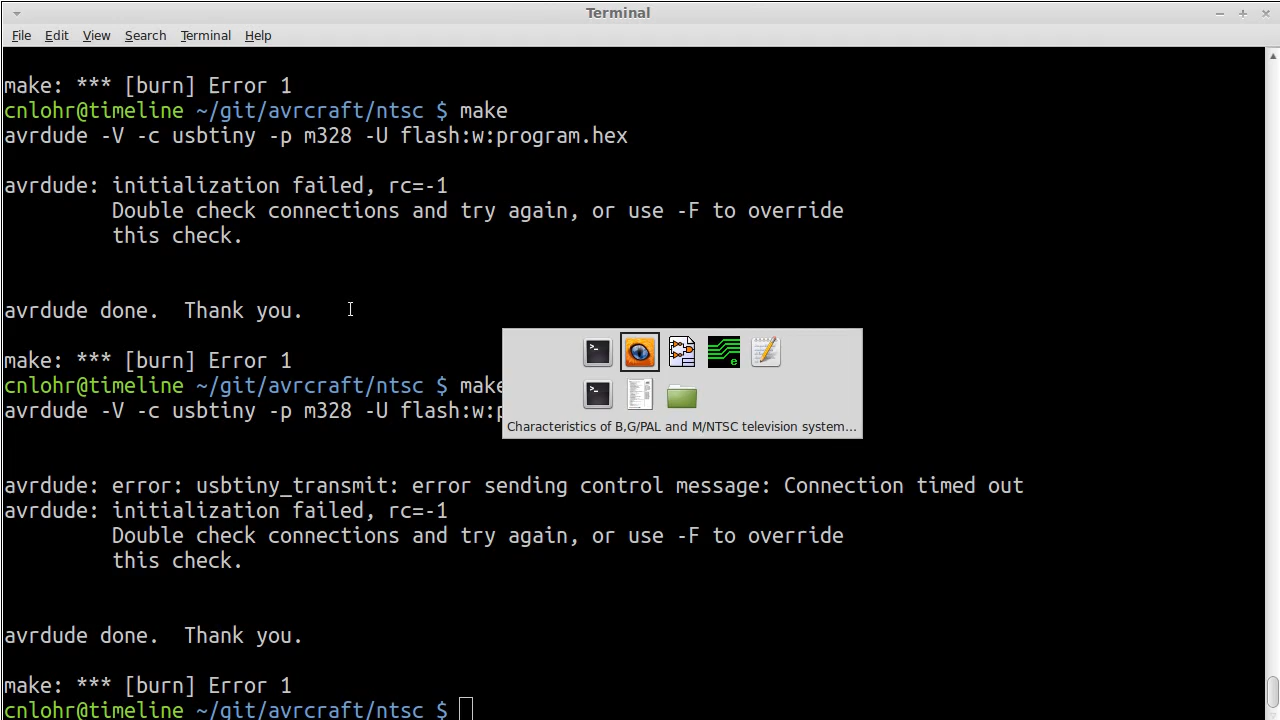 Terminal
File Edit View Search Terminal Help
make: *** [burn] Error 1
cnlohr@timeline ~/git/avrcraft/ntsc $ make
avrdude -V -c usbtiny -p m328 -U flash:w:program.hex
avrdude: initialization failed, rc=-1
Double check connections and try again, or use -F to override
this check.
avrdude done.  Thank you.
make: *** [burn] Error 1
cnlohr@timeline ~/git/avrcraft/ntsc $ make
avrdude -V -c usbtiny -p m328 -U flash:w:
Characteristics of B,G/PAL and M/NTSC television system...
avrdude: error: usbtiny_transmit: error sending control message: Connection timed out
avrdude: initialization failed, rc=-1
Double check connections and try again, or use -F to override
this check.
avrdude done.  Thank you.
make: *** [burn] Error 1
cnlohr@timeline ~/git/avrcraft/ntsc $